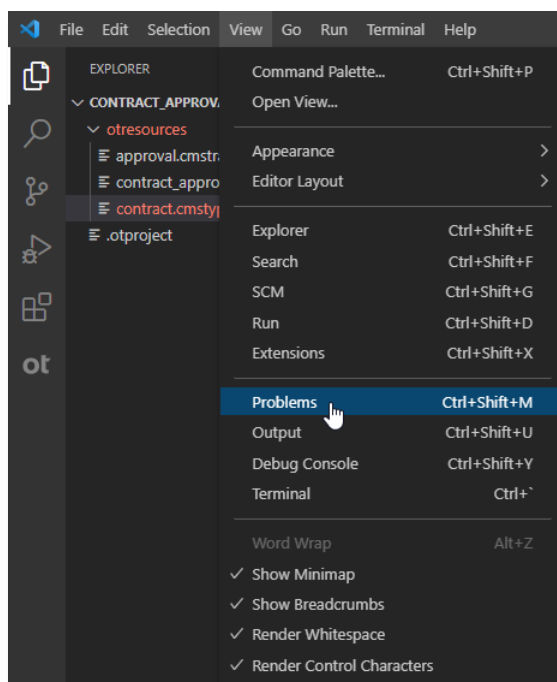 File Edit Selection View Go Run Terminal Help
EXPLORER
CONTRACT_APPROVA
otresources
approval.cmstra
contract_appro
contract.cmstyp
.otproject
ot
Command Palette... Ctrl+Shift+P
Open View...
Appearance
Editor Layout
Explorer Ctrl+Shift+E
Search Ctrl+Shift+F
SCM Ctrl+Shift+G
Run Ctrl+Shift+D
Extensions Ctrl+Shift+X
Problems Ctrl+Shift+M
Output Ctrl+Shift+U
Debug Console Ctrl+Shift+Y
Terminal Ctrl+`
Word Wrap Alt+Z
Show Minimap
Show Breadcrumbs
Render Whitespace
Render Control Characters